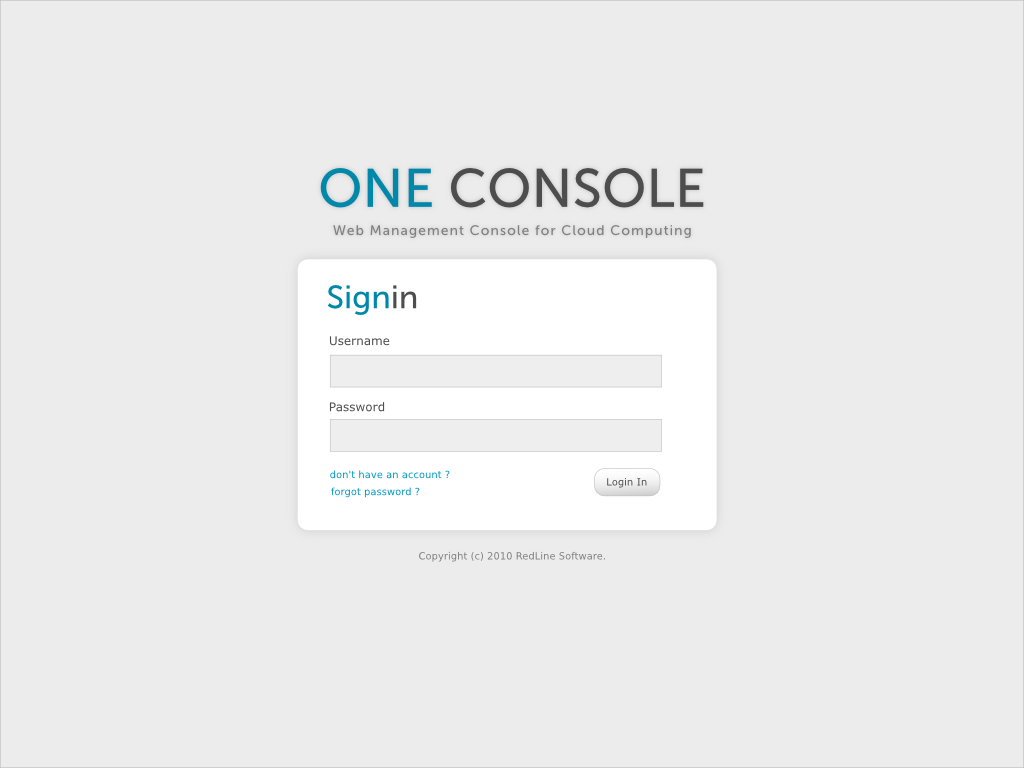 ONE CONSOLE
Web Management Console for Cloud Computing
Signin
Username
Password
don't have an account ?
forgot password ?
Login In
Copyright (c) 2010 RedLine Software.